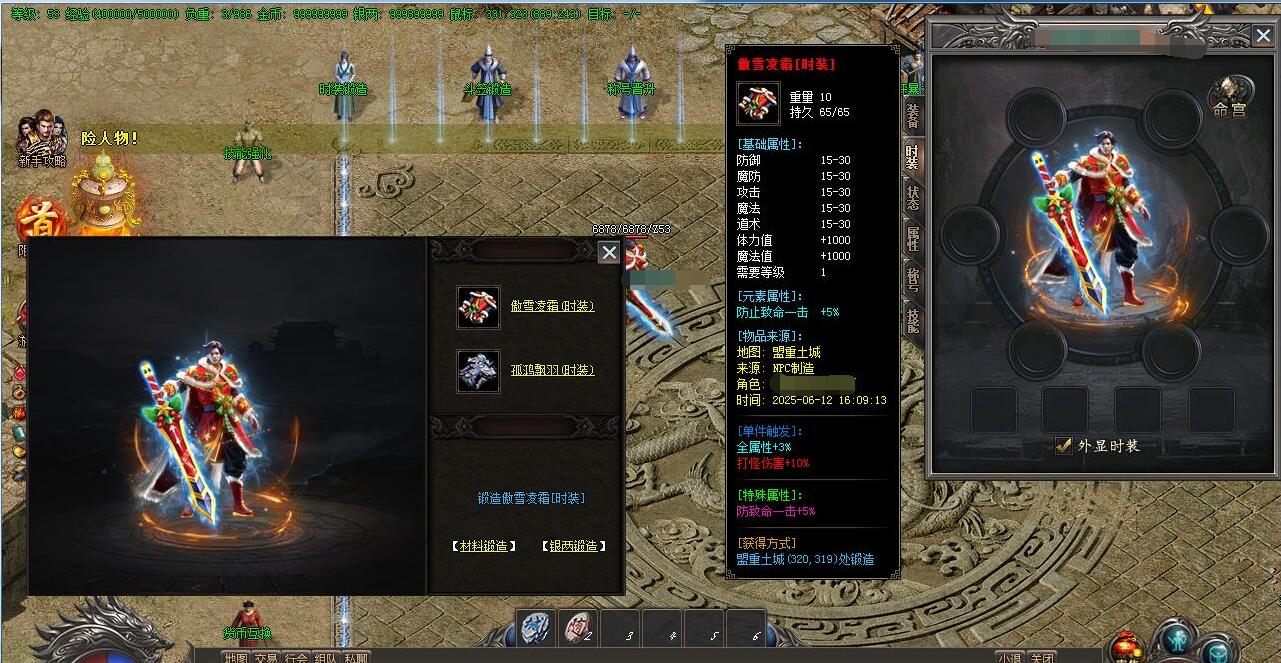 等级: 53 经验(400000/500000) 负重: 3/986 金币: 999999999 银两: 999899999 鼠标: 331.323(689.243) 目标: -/-
时装锻造
斗笠锻造
称号晋升
险人物!
新手攻略
技能强化
首
6878/6878/Z53
傲雪凌霜(时装)
孤鸿飘羽(时装)
锻造傲雪凌霜[时装]
【材料锻造】 【银两锻造】
傲雪凌霜[时装]
重量 10
持久 65/65
[基础属性]:
防御 15-30
魔防 15-30
攻击 15-30
魔法 15-30
道术 15-30
体力值 +1000
魔法值 +1000
需要等级 1
[元素属性]:
防止致命一击 +5%
[物品来源]:
地图: 盟重土城
来源: NPC制造
角色:
时间: 2025-06-12 16:09:13
[单件触发]:
全属性+3%
打怪伤害+10%
[特殊属性]:
防致命一击+5%
[获得方式]
盟重土城(320,319)处锻造
装备
时装
状态
属性
称号
技能
命宫
外显时装
货币互换
1 随2 3 4 5 6
地图 交易 行会 组队 私聊
小退 关闭